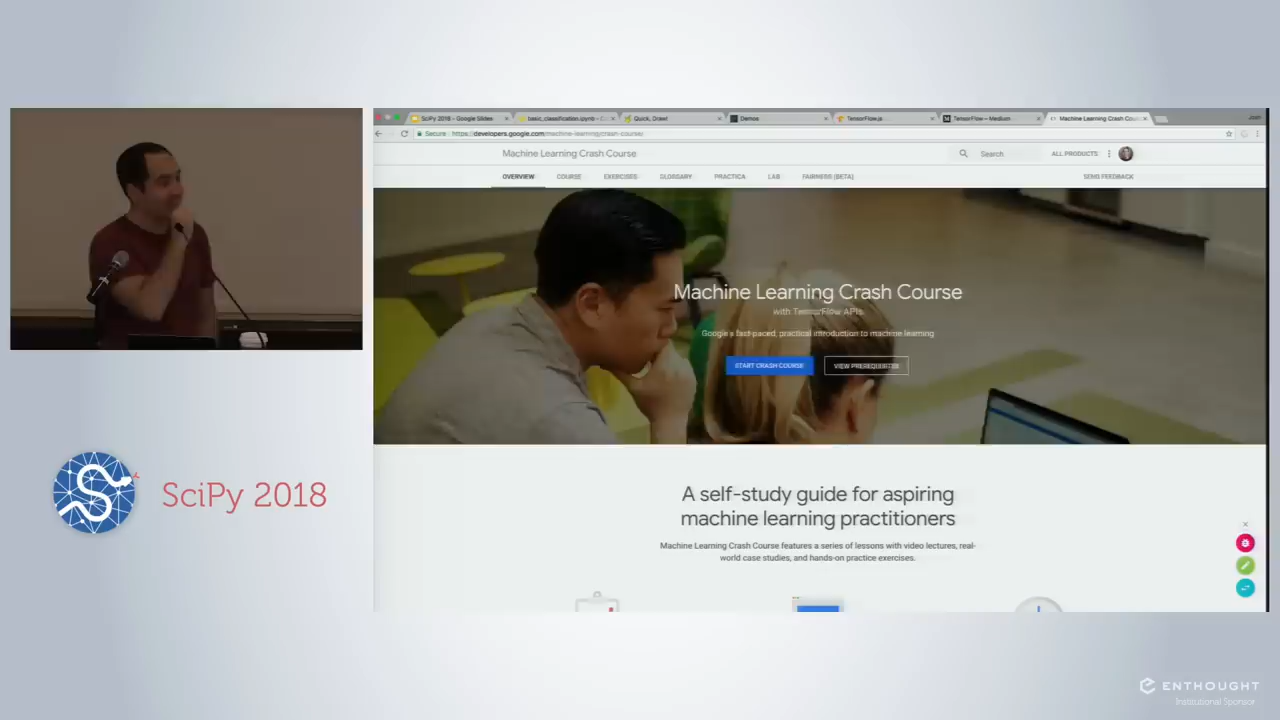 SciPy 2018 - Google Slides
basic_classification.ipynb
Quick, Draw!
Demos
TensorFlow.js
TensorFlow – Medium
Machine Learning Crash Cou
Secure
https://developers.google.com/machine-learning/crash-course/
Machine Learning Crash Course
Search
ALL PRODUCTS
OVERVIEW COURSE EXERCISES GLOSSARY PRACTICA LAB FAIRNESS (BETA)
SEND FEEDBACK
Machine Learning Crash Course
with TensorFlow APIs
Google's fast-paced, practical introduction to machine learning
START CRASH COURSE
VIEW PREREQUISITES
A self-study guide for aspiring
machine learning practitioners
Machine Learning Crash Course features a series of lessons with video lectures, real-
world case studies, and hands-on practice exercises.
SciPy 2018
ENTHOUGHT
Institutional Sponsor